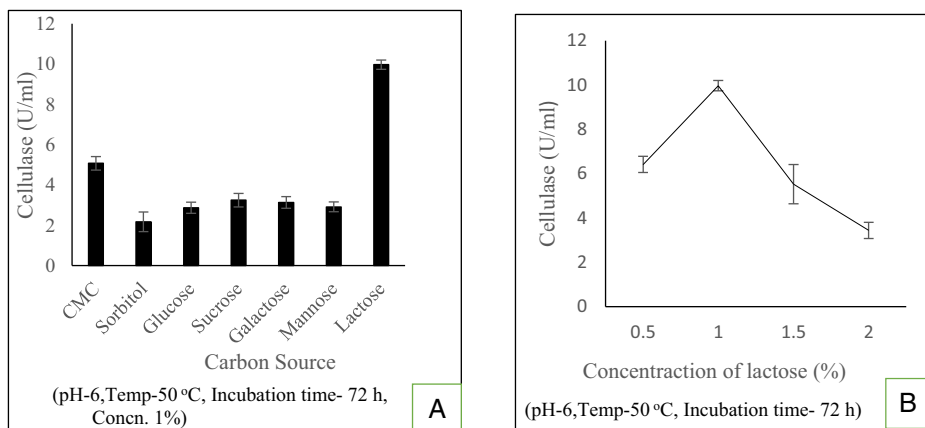 12
10
8
6
4
2
0
Cellulase (U/ml)
CMC
Sorbitol
Glucose
Sucrose
Galactose
Mannose
Lactose
Carbon Source
(pH-6,Temp-50 °C, Incubation time- 72 h,
Concn. 1%)
A
12
10
8
6
4
2
0
Cellulase (U/ml)
0.5 1 1.5 2
Concentraction of lactose (%)
(pH-6,Temp-50 °C, Incubation time- 72 h)
B